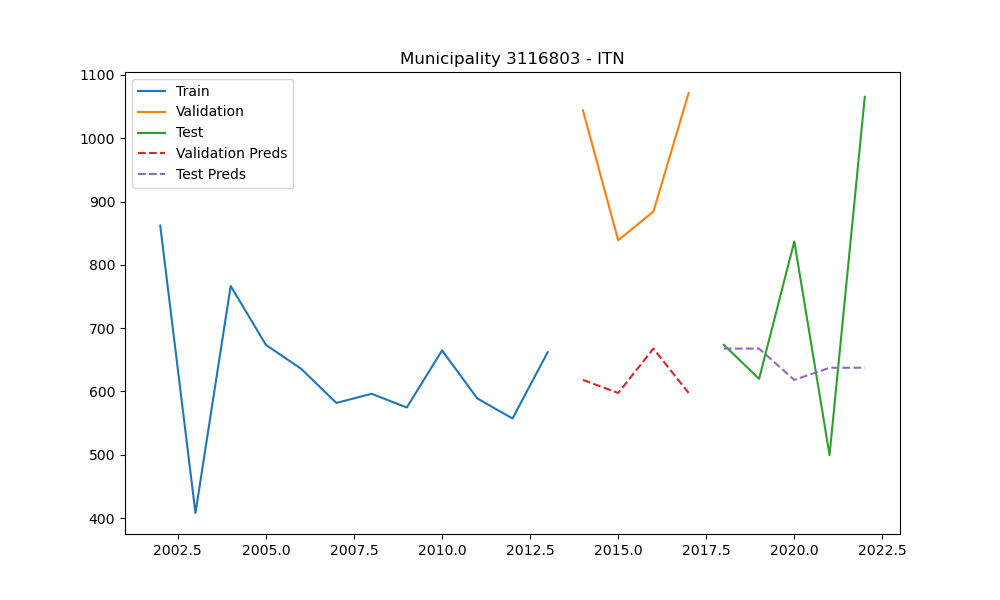 Municipality 3116803 - ITN
1100
1000
900
800
700
600
500
400
Train
Validation
Test
Validation Preds
Test Preds
2002.5 2005.0 2007.5 2010.0 2012.5 2015.0 2017.5 2020.0 2022.5